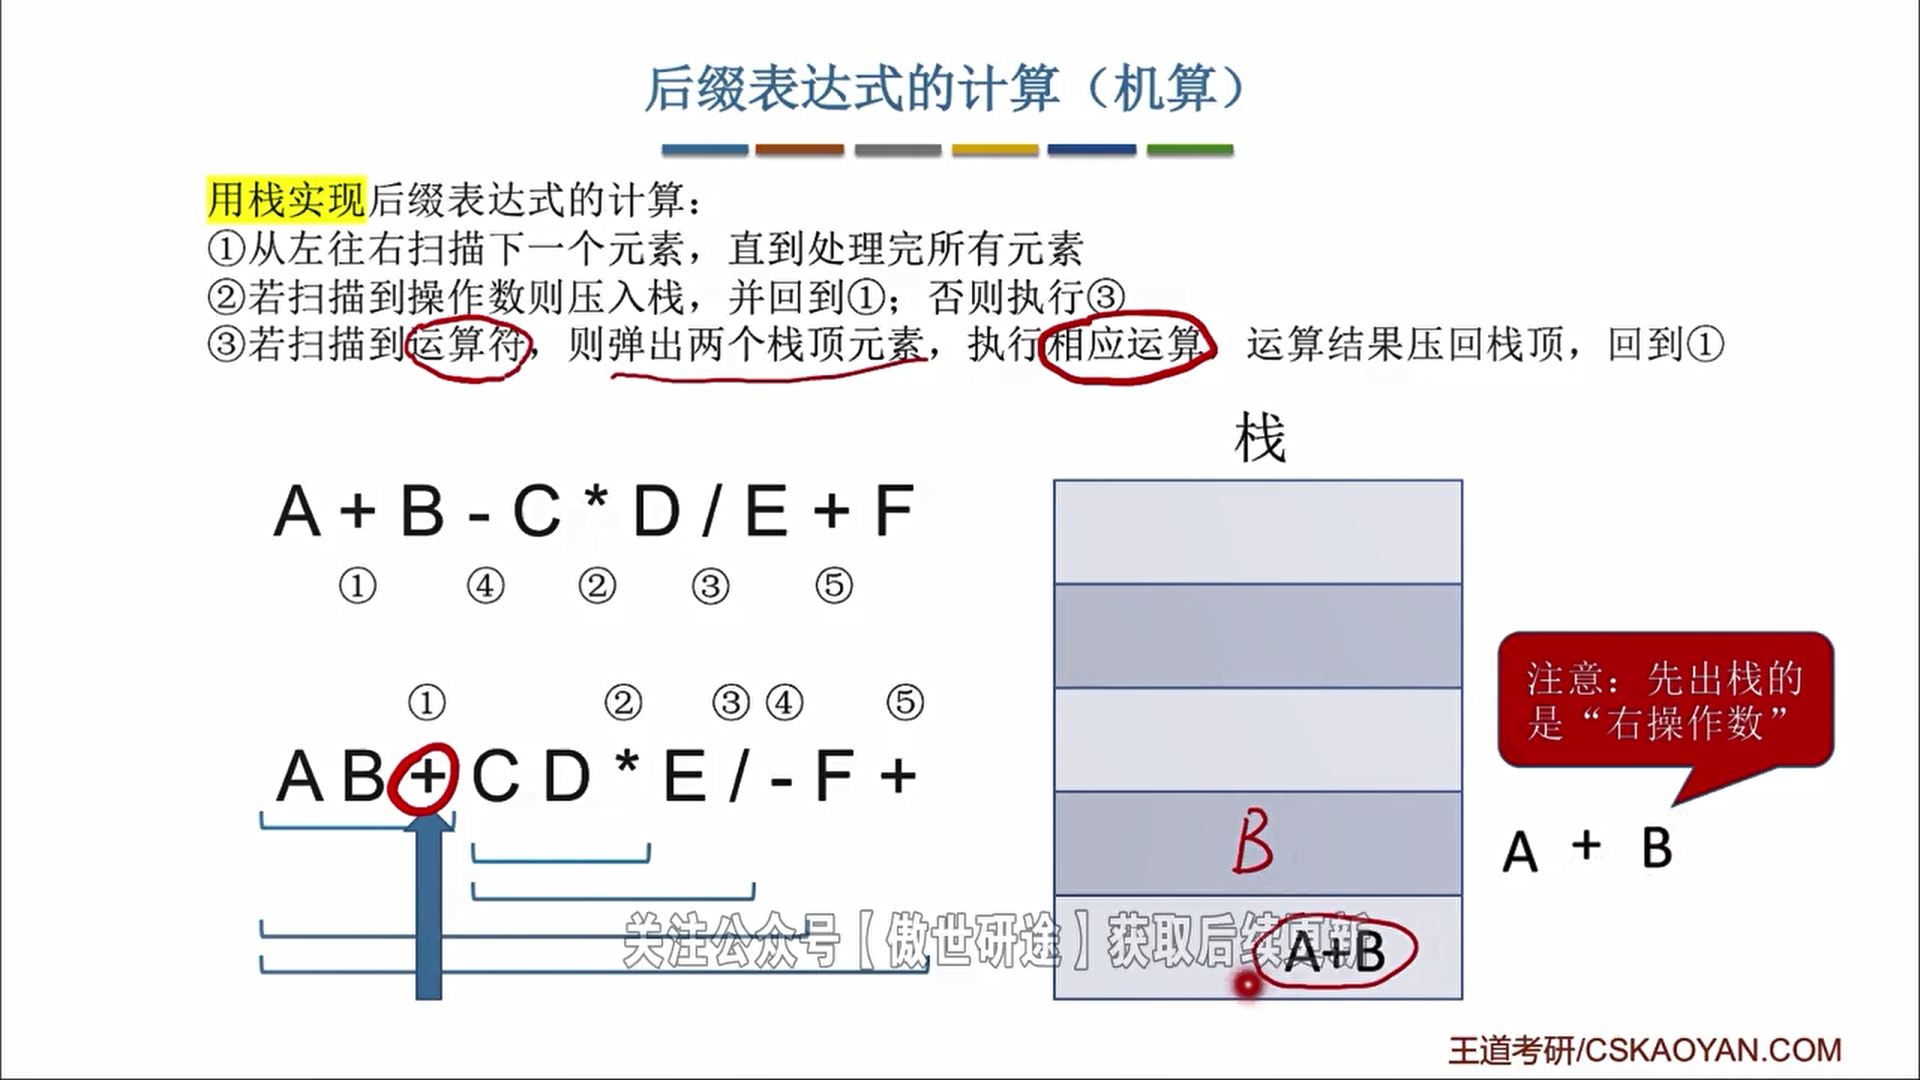 后缀表达式的计算（机算）
用栈实现后缀表达式的计算：
①从左往右扫描下一个元素，直到处理完所有元素
②若扫描到操作数则压入栈，并回到①；否则执行③
③若扫描到运算符，则弹出两个栈顶元素，执行相应运算 运算结果压回栈顶，回到①
栈
A + B - C * D / E + F
① ④ ② ③ ⑤
① ② ③ ④ ⑤
A B + C D * E / - F +
注意：先出栈的
是“右操作数”
B
A + B
关注公众号【傲世研途】获取后续更新
A+B
王道考研/CSKAOYAN.COM